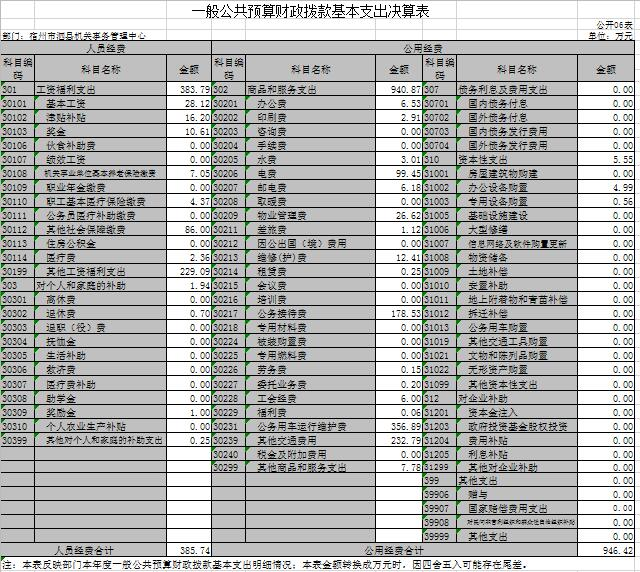 一般公共预算财政拨款基本支出决算表
公开06表
部门：宿州市泗县机关事务管理中心 单位：万元
人员经费 公用经费
科目编码 科目名称 金额 科目编码 科目名称 金额 科目编码 科目名称 金额
301 工资福利支出 383.79 302 商品和服务支出 940.87 307 债务利息及费用支出 0.00
30101 基本工资 28.12 30201 办公费 6.53 30701 国内债务付息 0.00
30102 津贴补贴 16.20 30202 印刷费 2.91 30702 国外债务付息 0.00
30103 奖金 10.61 30203 咨询费 0.00 30703 国内债务发行费用 0.00
30106 伙食补助费 0.00 30204 手续费 0.00 30704 国外债务发行费用 0.00
30107 绩效工资 0.00 30205 水费 3.01 310 资本性支出 5.55
30108 机关事业单位基本养老保险缴费 7.05 30206 电费 99.45 31001 房屋建筑物购建 0.00
30109 职业年金缴费 0.00 30207 邮电费 6.18 31002 办公设备购置 4.99
30110 职工基本医疗保险缴费 4.37 30208 取暖费 0.00 31003 专用设备购置 0.56
30111 公务员医疗补助缴费 0.00 30209 物业管理费 26.62 31005 基础设施建设 0.00
30112 其他社会保障缴费 86.00 30211 差旅费 1.12 31006 大型修缮 0.00
30113 住房公积金 0.00 30212 因公出国（境）费用 0.00 31007 信息网络及软件购置更新 0.00
30114 医疗费 2.36 30213 维修(护)费 12.41 31008 物资储备 0.00
30199 其他工资福利支出 229.09 30214 租赁费 0.25 31009 土地补偿 0.00
303 对个人和家庭的补助 1.94 30215 会议费 0.00 31010 安置补助 0.00
30301 离休费 0.00 30216 培训费 0.00 31011 地上附着物和青苗补偿 0.00
30302 退休费 0.70 30217 公务接待费 178.53 31012 拆迁补偿 0.00
30303 退职（役）费 0.00 30218 专用材料费 0.00 31013 公务用车购置 0.00
30304 抚恤金 0.00 30224 被装购置费 0.00 31019 其他交通工具购置 0.00
30305 生活补助 0.00 30225 专用燃料费 0.00 31021 文物和陈列品购置 0.00
30306 救济费 0.00 30226 劳务费 0.15 31022 无形资产购置 0.00
30307 医疗费补助 0.00 30227 委托业务费 0.20 31099 其他资本性支出 0.00
30308 助学金 0.00 30228 工会经费 6.00 312 对企业补助 0.00
30309 奖励金 1.00 30229 福利费 0.06 31201 资本金注入 0.00
30310 个人农业生产补贴 0.00 30231 公务用车运行维护费 356.89 31203 政府投资基金股权投资 0.00
30399 其他对个人和家庭的补助支出 0.25 30239 其他交通费用 232.79 31204 费用补贴 0.00
30240 税金及附加费用 0.00 31205 利息补贴 0.00
30299 其他商品和服务支出 7.78 31299 其他对企业补助 0.00
399 其他支出 0.00
39906 赠与 0.00
39907 国家赔偿费用支出 0.00
39908 对民间非营利组织和群众性自治组织补贴 0.00
39999 其他支出 0.00
人员经费合计 385.74 公用经费合计 946.42
注：本表反映部门本年度一般公共预算财政拨款基本支出明细情况；本表金额转换成万元时，因四舍五入可能存在尾差。